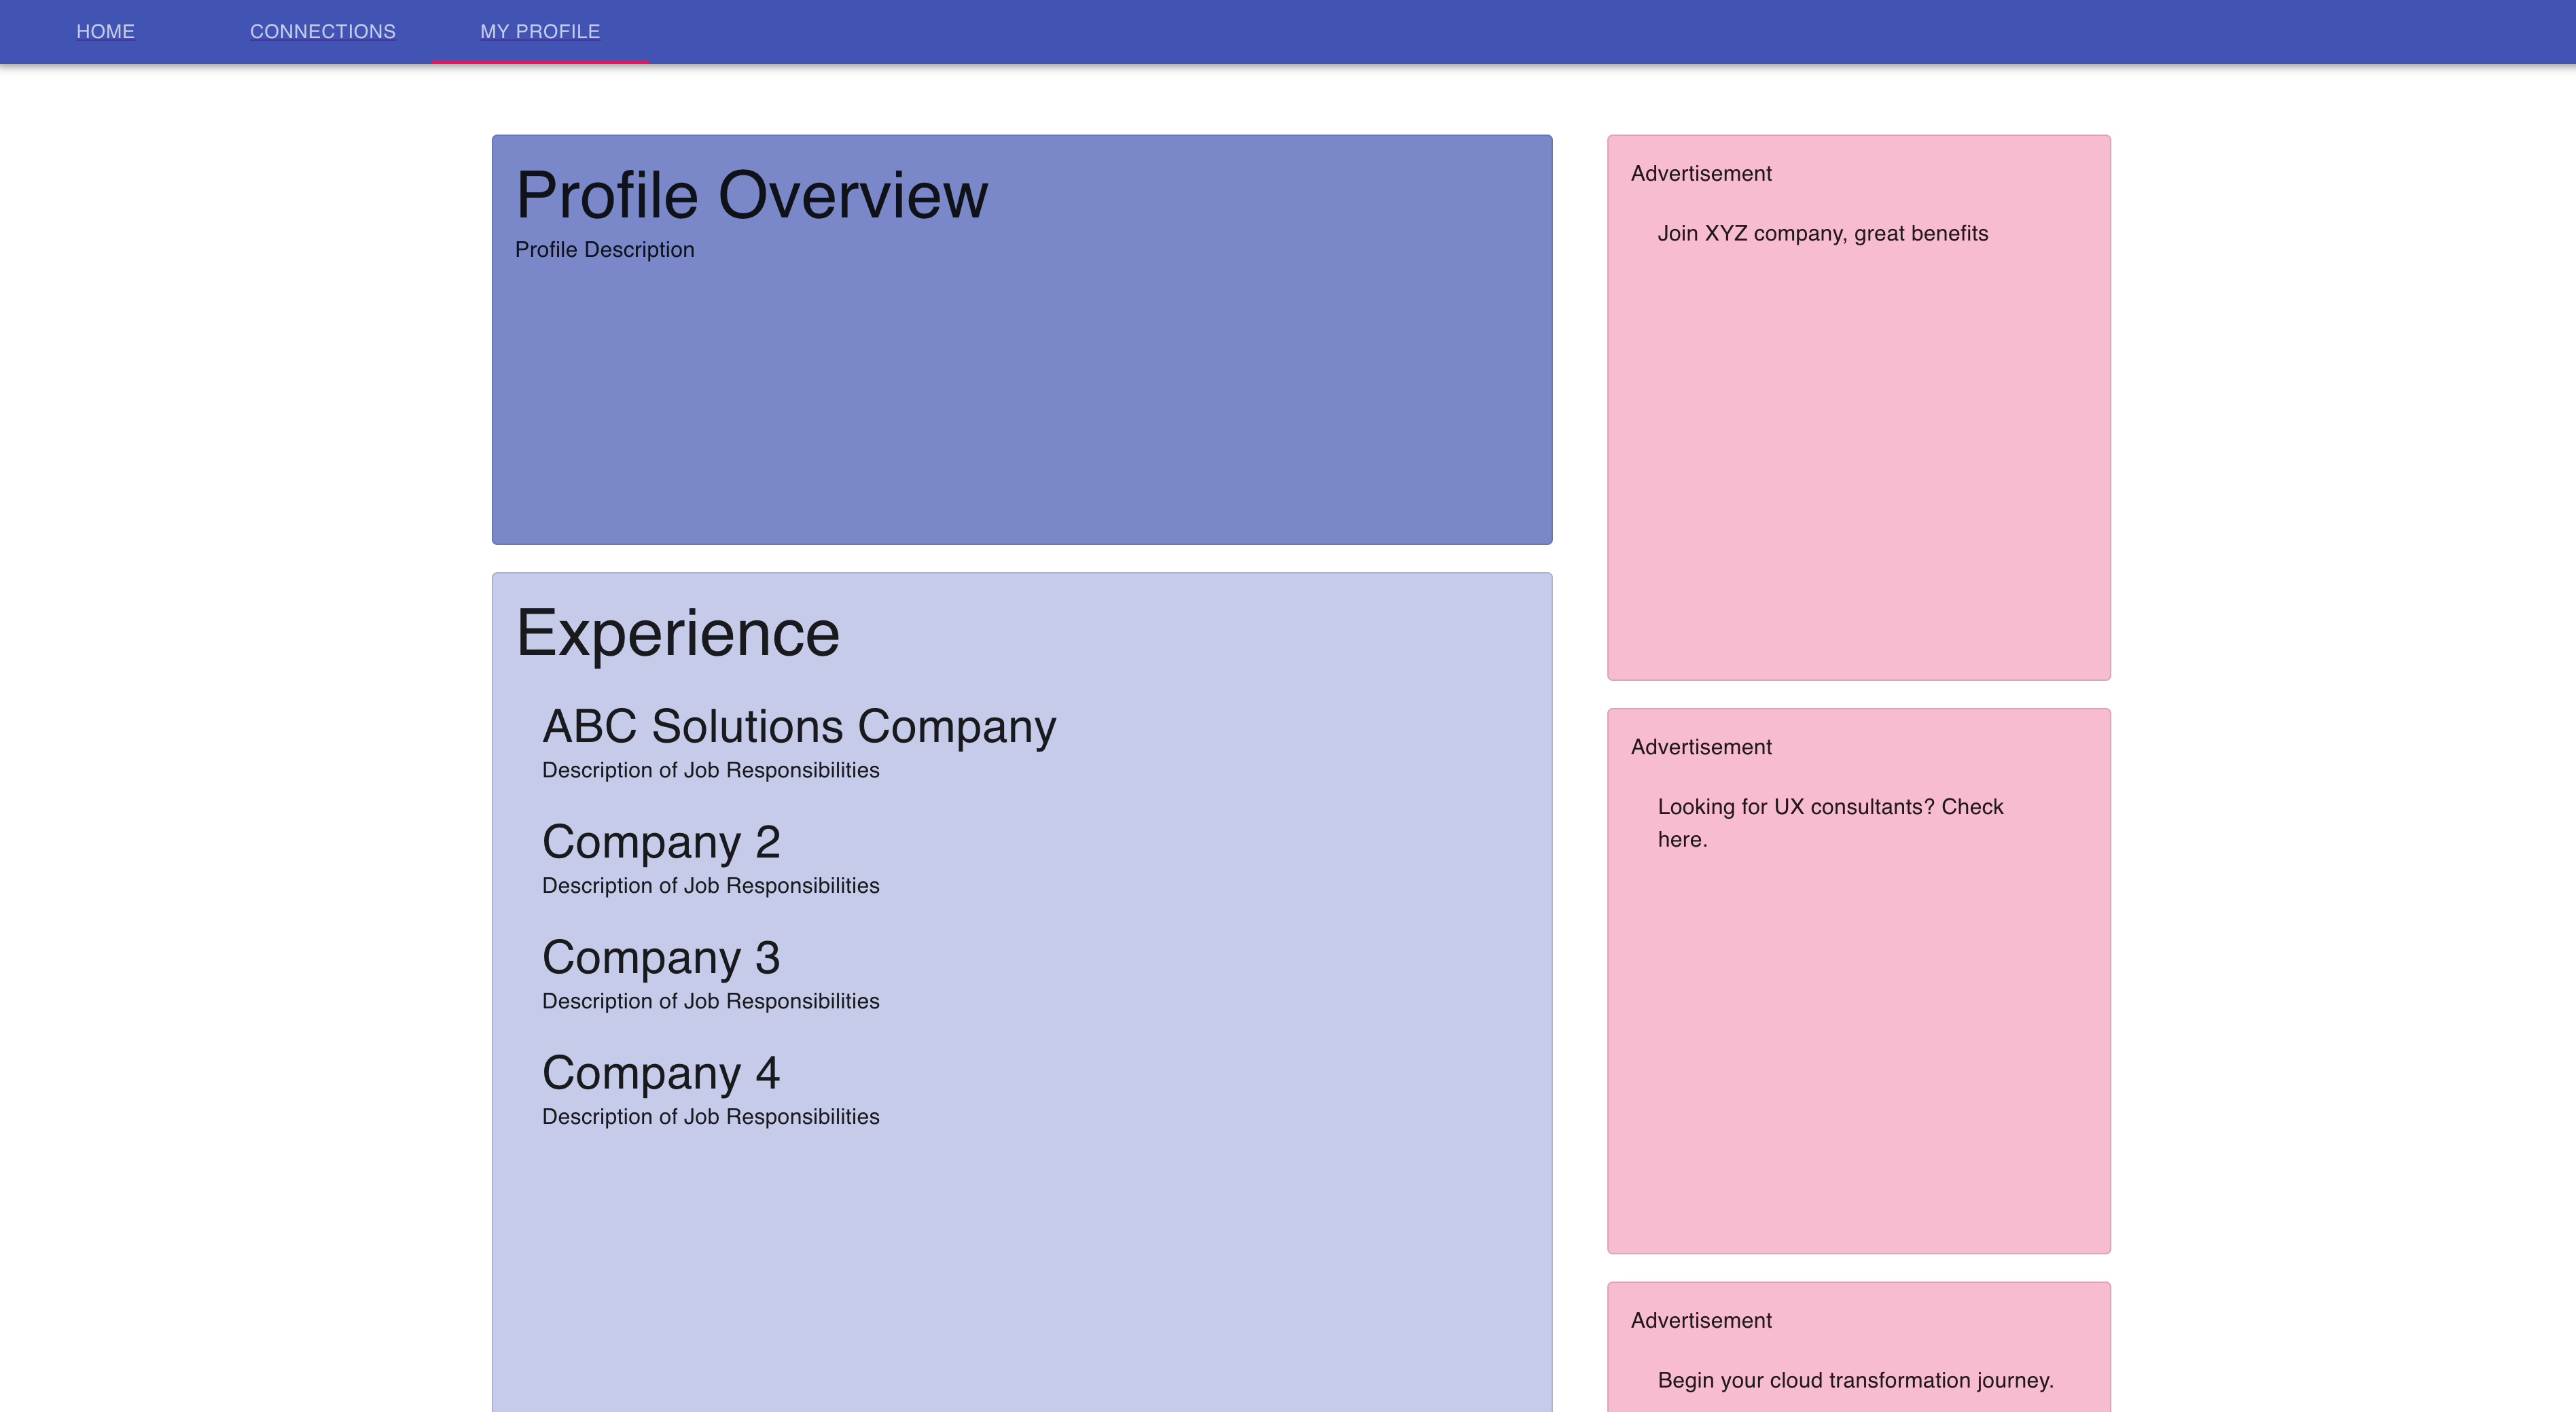 HOME
CONNECTIONS
MY PROFILE
Profile Overview
Profile Description
Experience
ABC Solutions Company
Description of Job Responsibilities
Company 2
Description of Job Responsibilities
Company 3
Description of Job Responsibilities
Company 4
Description of Job Responsibilities
Advertisement
Join XYZ company, great benefits
Advertisement
Looking for UX consultants? Check
here.
Advertisement
Begin your cloud transformation journey.